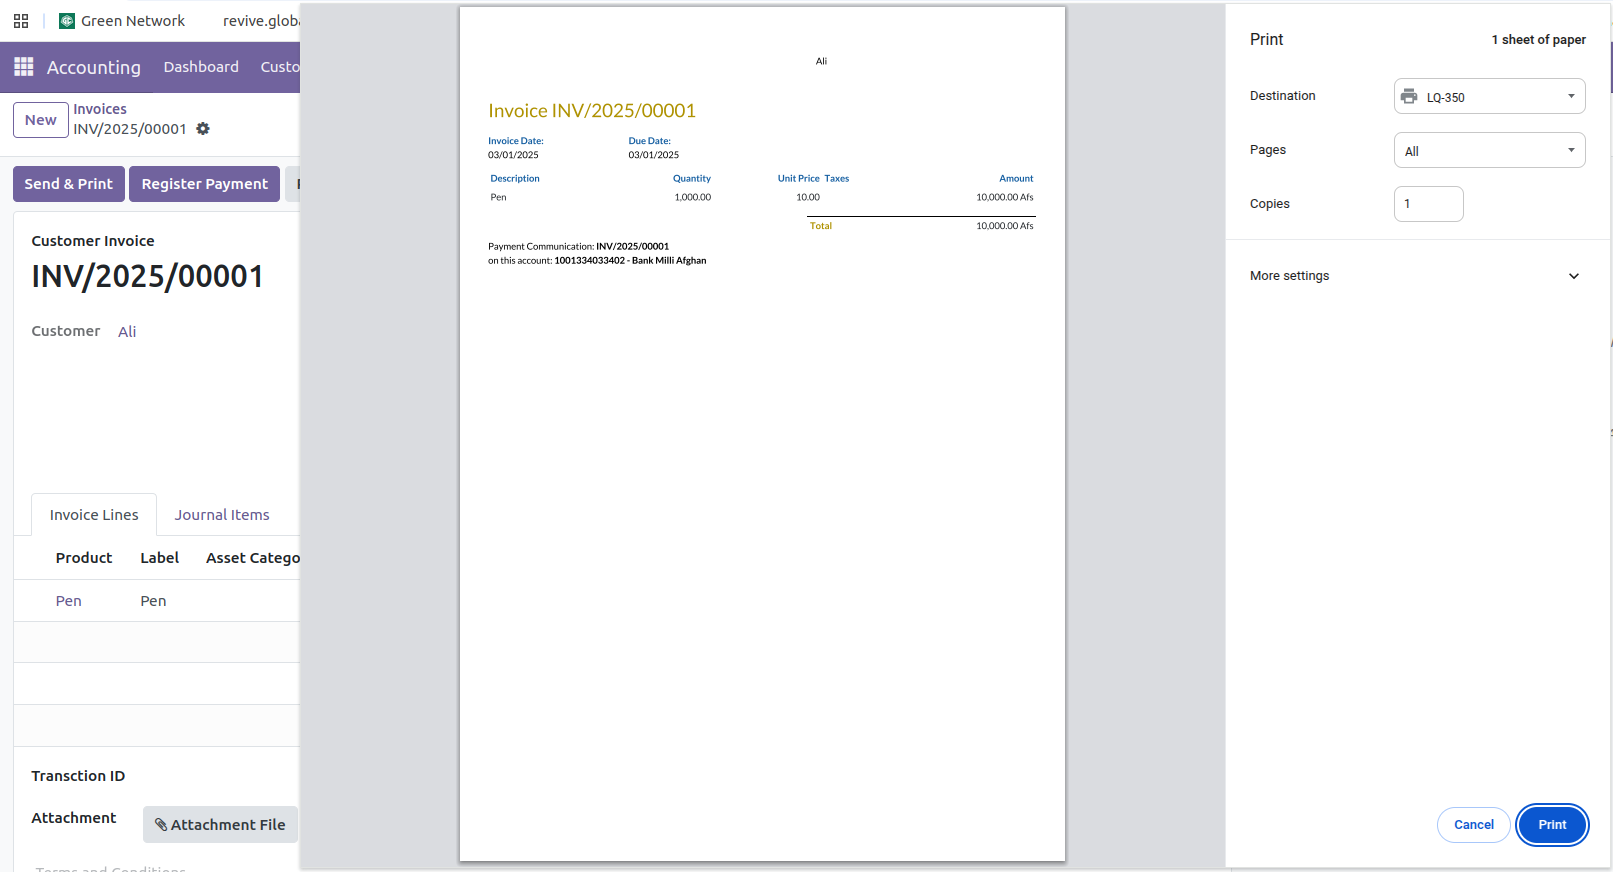 Green Network
revive.globa
Accounting Dashboard Custo
New Invoices
INV/2025/00001
Send & Print Register Payment
Customer Invoice
INV/2025/00001
Customer Ali
Invoice Lines Journal Items
Product Label Asset Catego
Pen Pen
Transction ID
Attachment Attachment File
Terms and Conditions
Ali
Invoice INV/2025/00001
Invoice Date: Due Date:
03/01/2025 03/01/2025
Description Quantity Unit Price Taxes Amount
Pen 1,000.00 10.00 10,000.00 Afs
Total 10,000.00 Afs
Payment Communication: INV/2025/00001
on this account: 1001334033402 - Bank Milli Afghan
Print 1 sheet of paper
Destination LQ-350
Pages All
Copies 1
More settings
Cancel Print